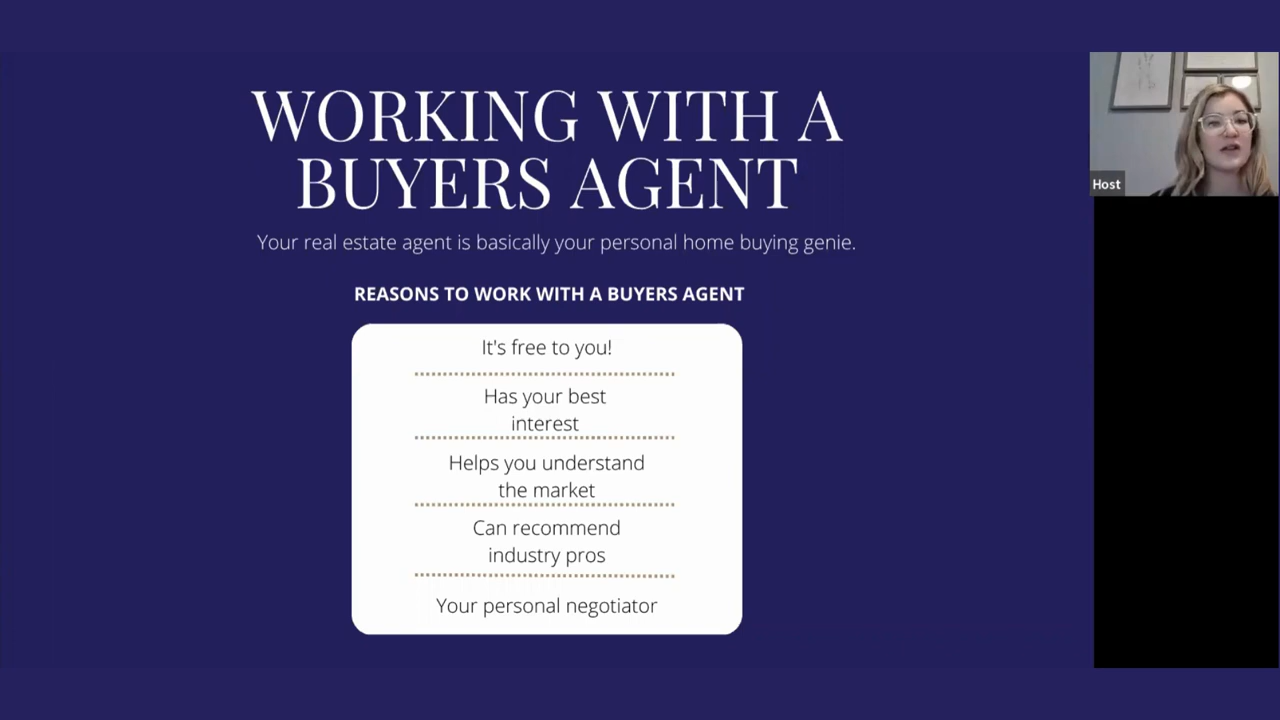 WORKING WITH A
BUYERS AGENT
Your real estate agent is basically your personal home buying genie.
REASONS TO WORK WITH A BUYERS AGENT
It's free to you!
Has your best
interest
Helps you understand
the market
Can recommend
industry pros
Your personal negotiator
Host